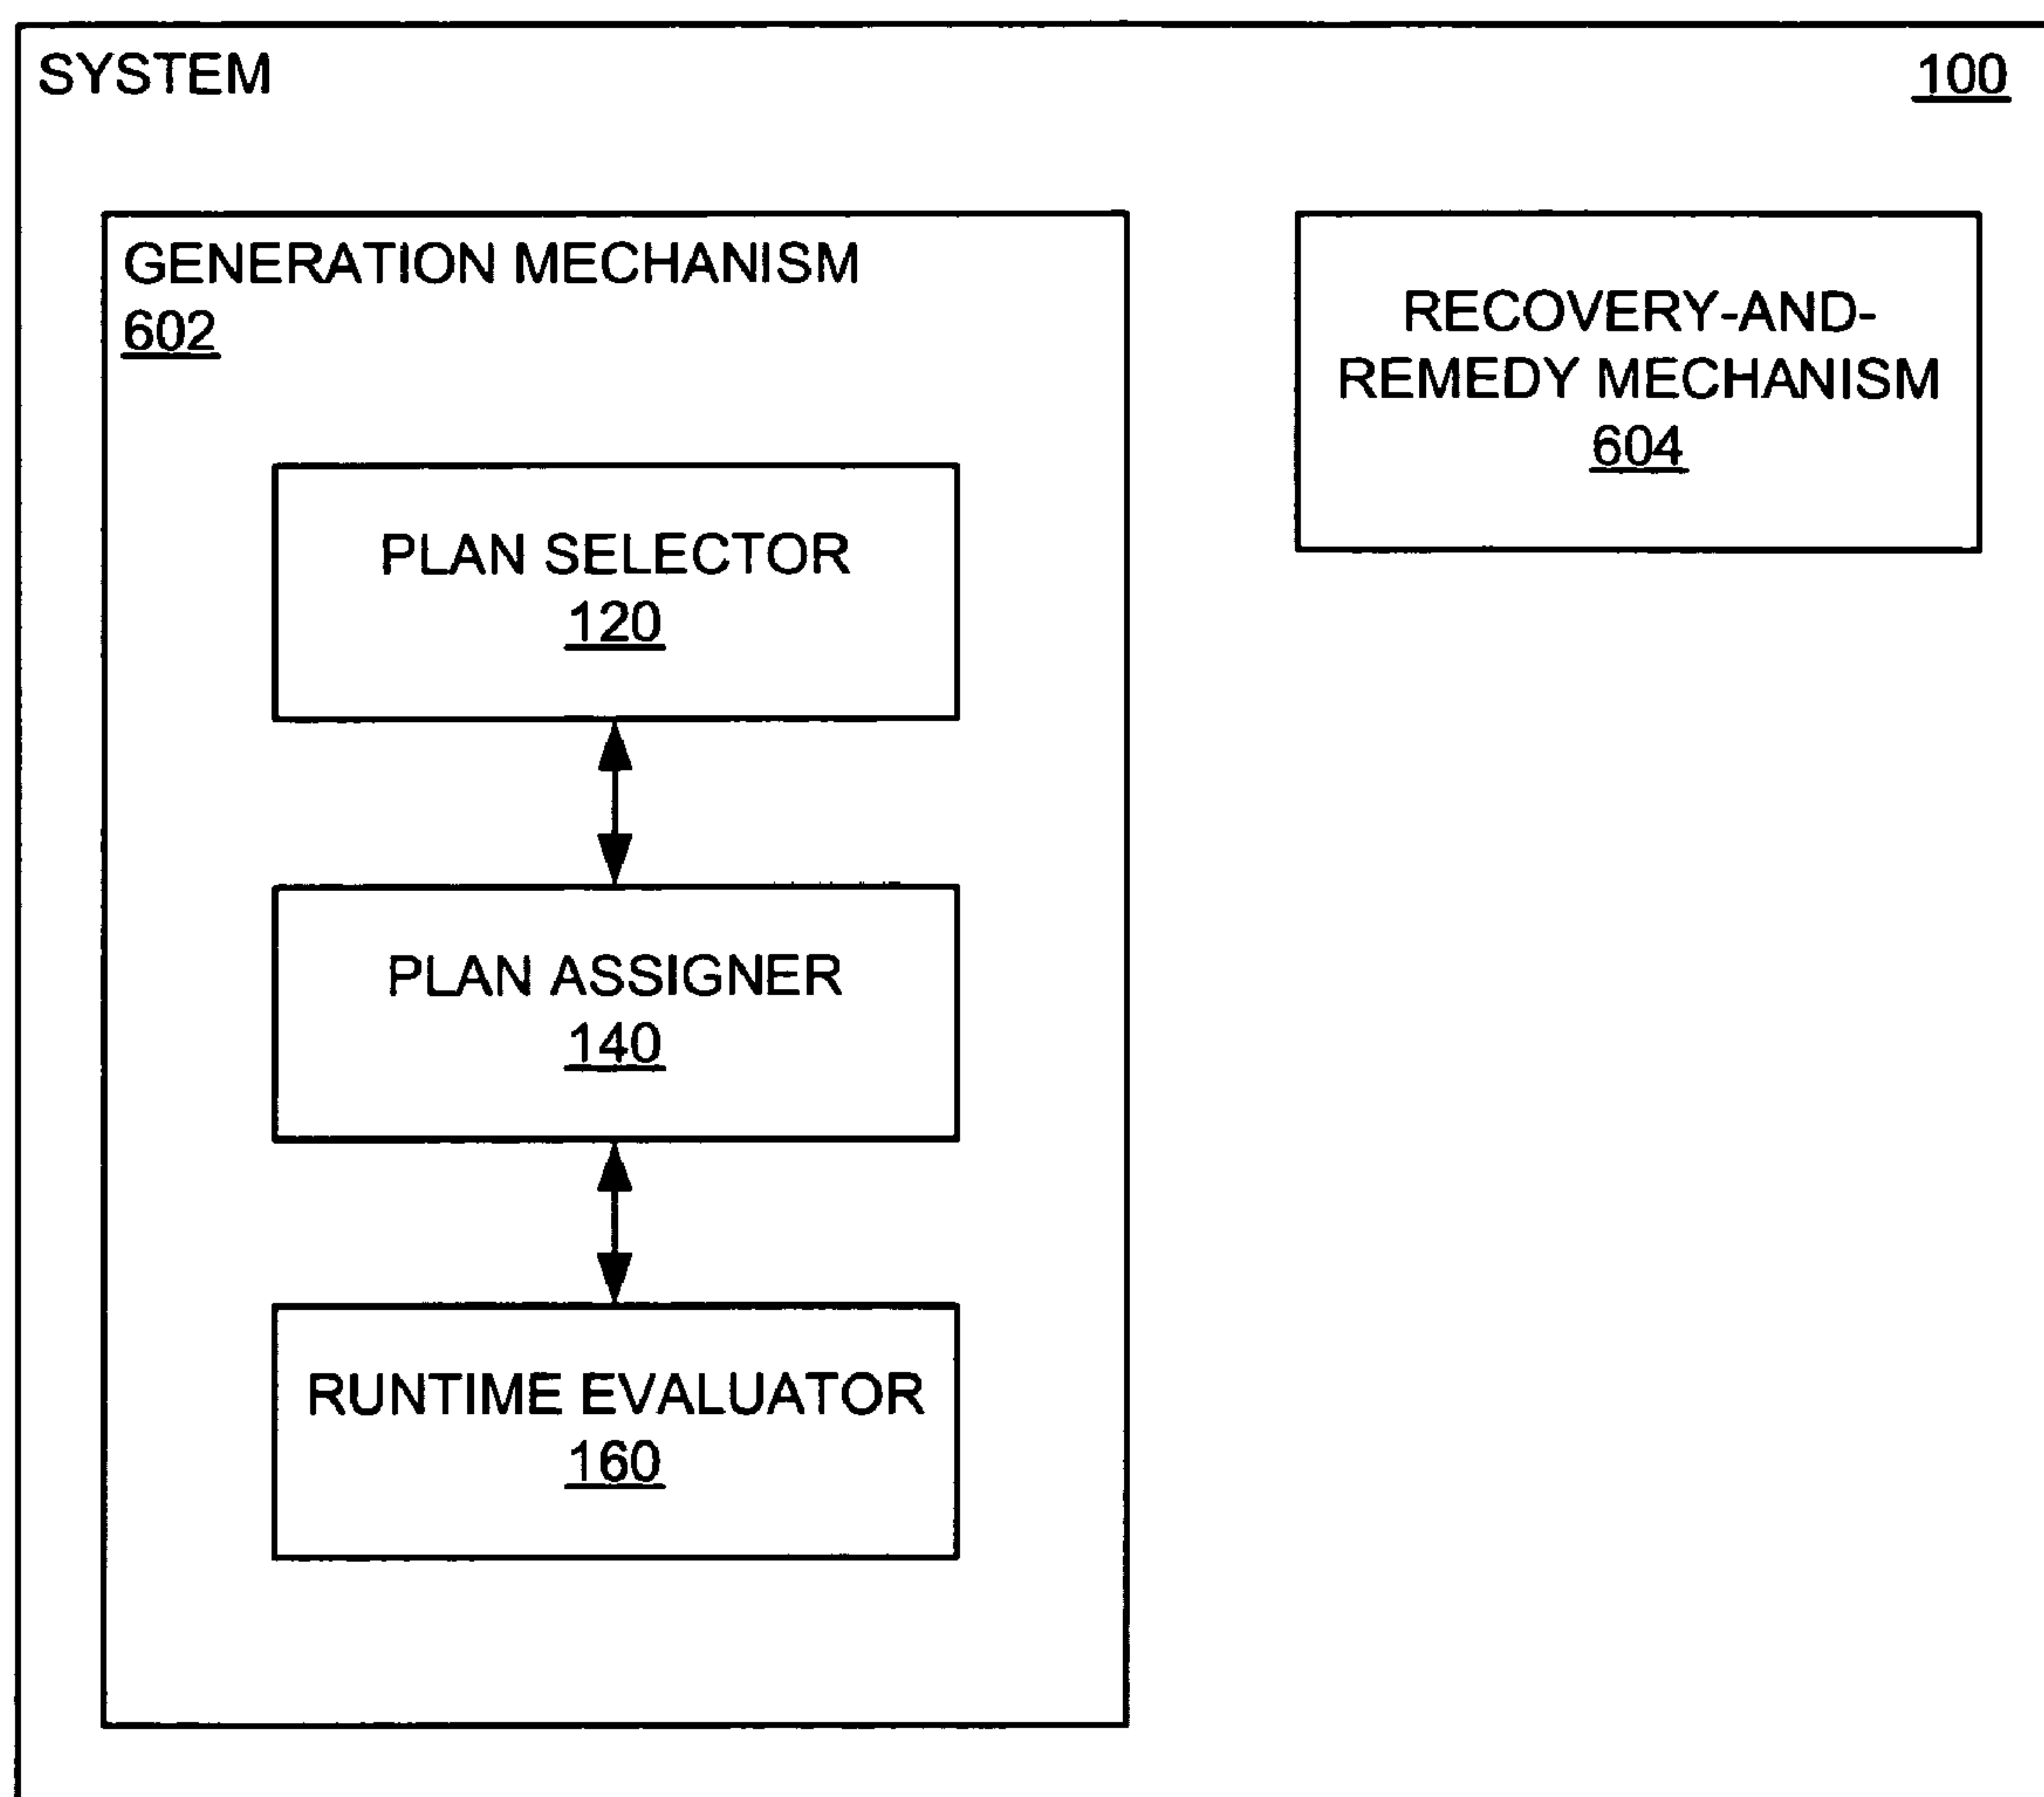 SYSTEM 100
GENERATION MECHANISM
602
RECOVERY-AND-
REMEDY MECHANISM
604
PLAN SELECTOR
120
PLAN ASSIGNER
140
RUNTIME EVALUATOR
160